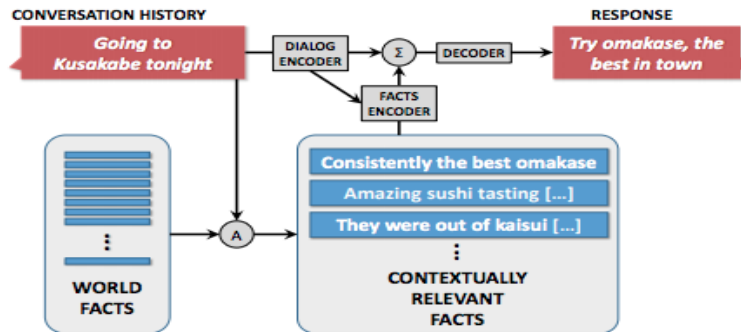 CONVERSATION HISTORY
Going to
Kusakabe tonight
DIALOG
ENCODER
Σ
DECODER
RESPONSE
Try omakase, the
best in town
FACTS
ENCODER
WORLD
FACTS
A
Consistently the best omakase
Amazing sushi tasting [...]
They were out of kaisui [...]
CONTEXTUALLY
RELEVANT
FACTS